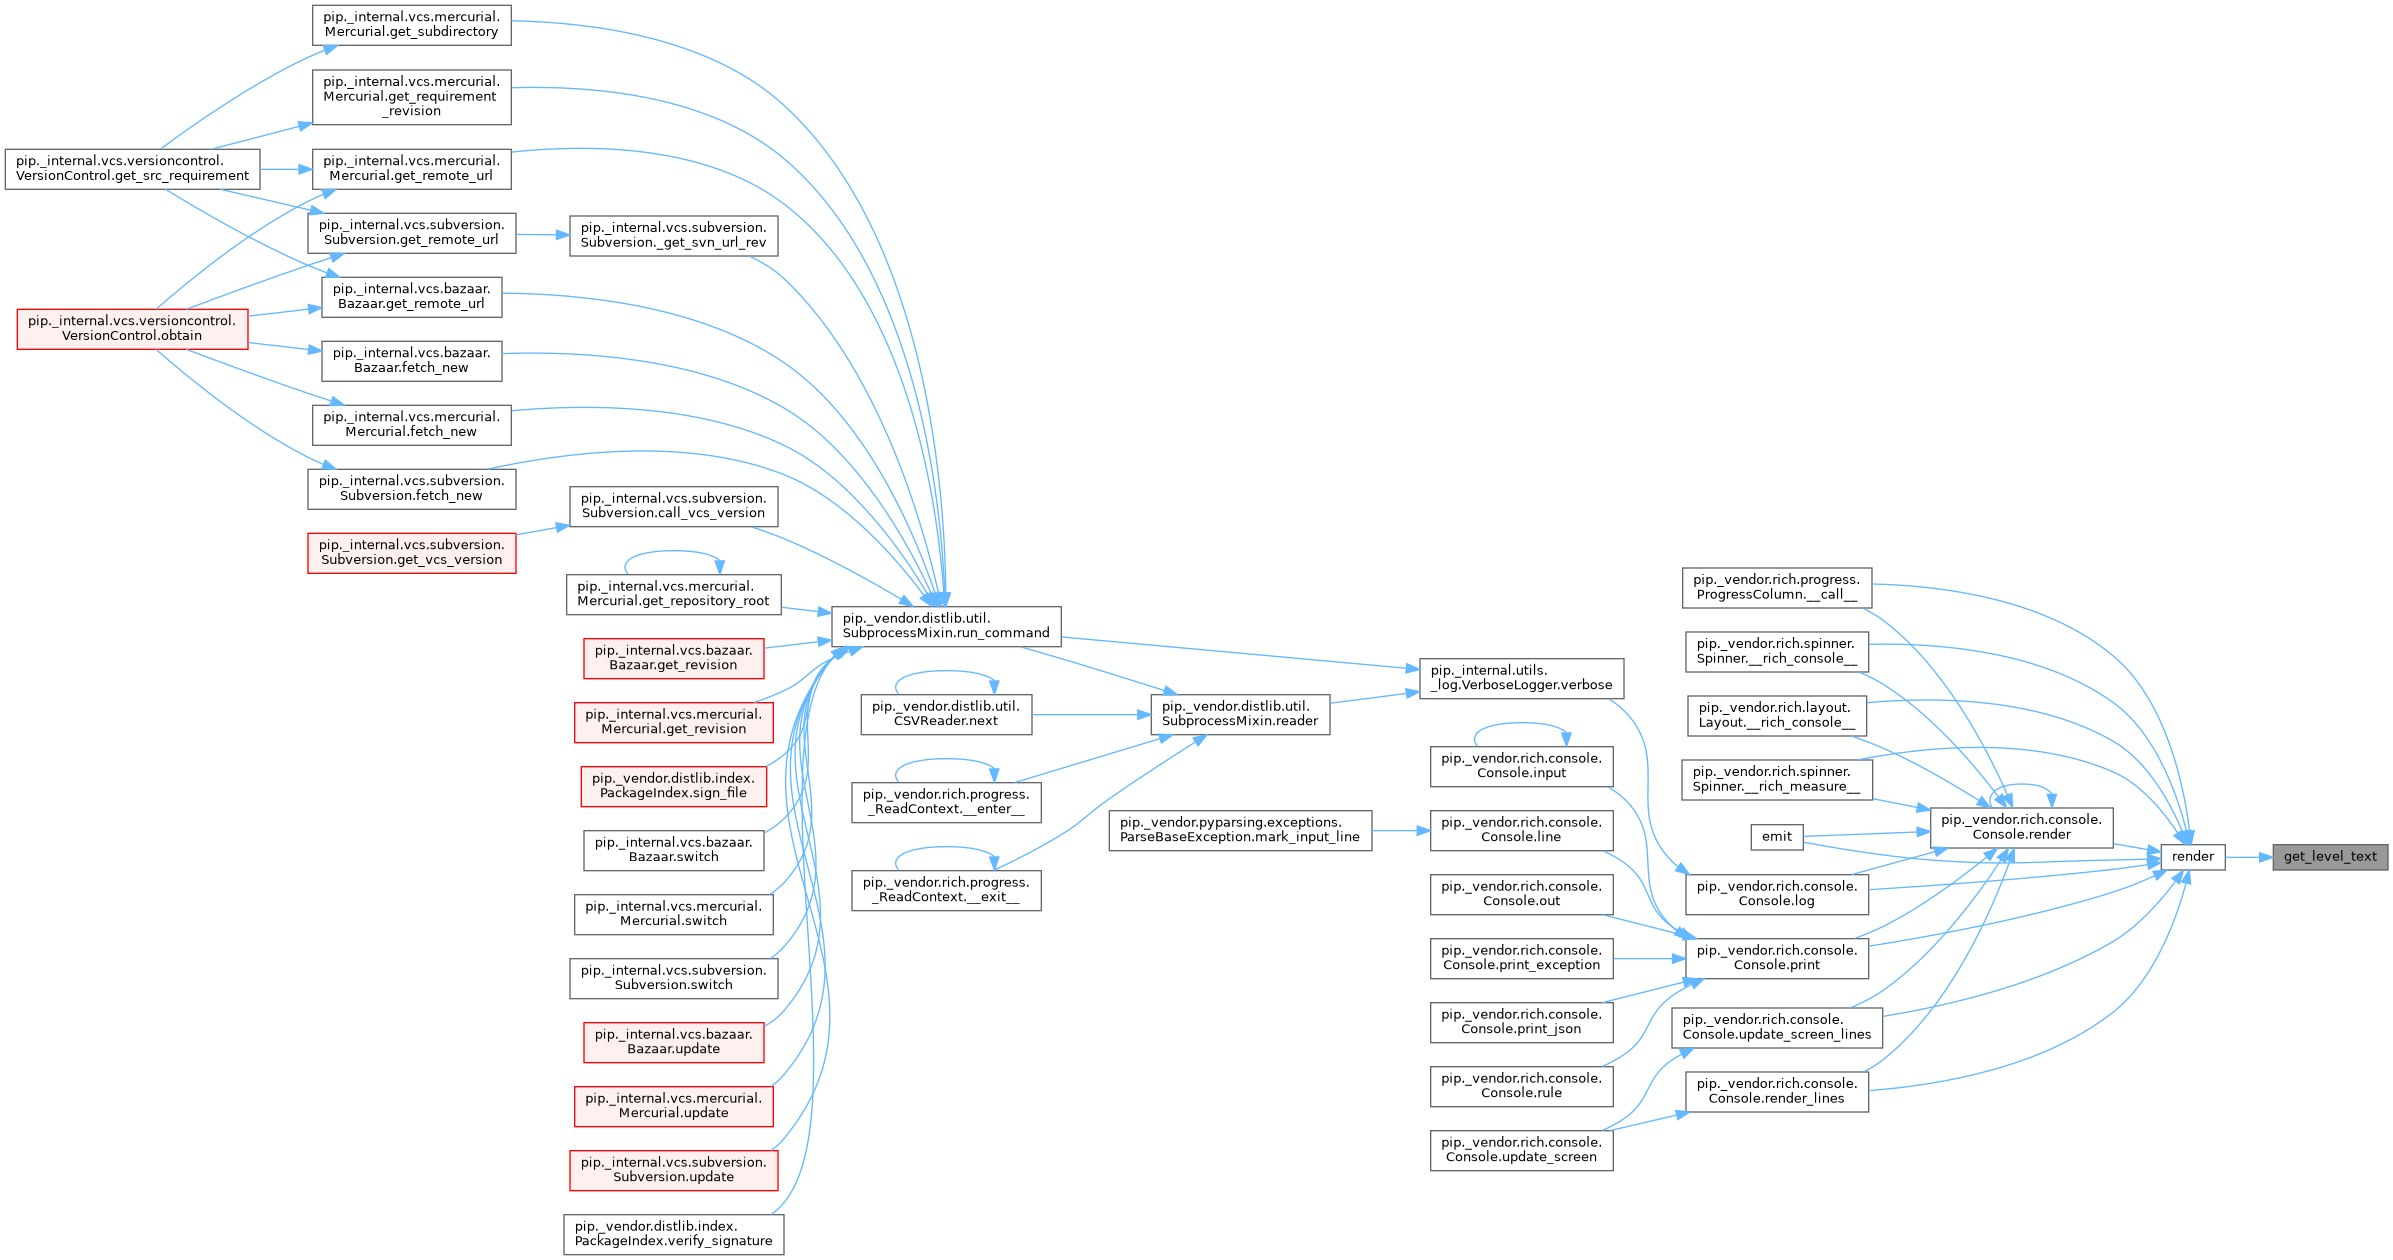 pip._internal.vcs.mercurial.
Mercurial.get_subdirectory
pip._internal.vcs.mercurial.
Mercurial.get_requirement
_revision
pip._internal.vcs.versioncontrol.
VersionControl.get_src_requirement
pip._internal.vcs.mercurial.
Mercurial.get_remote_url
pip._internal.vcs.subversion.
Subversion.get_remote_url
pip._internal.vcs.subversion.
Subversion._get_svn_url_rev
pip._internal.vcs.bazaar.
Bazaar.get_remote_url
pip._internal.vcs.versioncontrol.
VersionControl.obtain
pip._internal.vcs.bazaar.
Bazaar.fetch_new
pip._internal.vcs.mercurial.
Mercurial.fetch_new
pip._internal.vcs.subversion.
Subversion.fetch_new
pip._internal.vcs.subversion.
Subversion.call_vcs_version
pip._internal.vcs.subversion.
Subversion.get_vcs_version
pip._internal.vcs.mercurial.
Mercurial.get_repository_root
pip._vendor.distlib.util.
SubprocessMixin.run_command
pip._internal.vcs.bazaar.
Bazaar.get_revision
pip._internal.vcs.mercurial.
Mercurial.get_revision
pip._vendor.distlib.index.
PackageIndex.sign_file
pip._internal.vcs.bazaar.
Bazaar.switch
pip._internal.vcs.mercurial.
Mercurial.switch
pip._internal.vcs.subversion.
Subversion.switch
pip._internal.vcs.bazaar.
Bazaar.update
pip._internal.vcs.mercurial.
Mercurial.update
pip._internal.vcs.subversion.
Subversion.update
pip._vendor.distlib.index.
PackageIndex.verify_signature
pip._vendor.distlib.util.
CSVReader.next
pip._vendor.rich.progress.
_ReadContext.__enter__
pip._vendor.rich.progress.
_ReadContext.__exit__
pip._vendor.distlib.util.
SubprocessMixin.reader
pip._vendor.pyparsing.exceptions.
ParseBaseException.mark_input_line
pip._internal.utils.
_log.VerboseLogger.verbose
pip._vendor.rich.console.
Console.input
pip._vendor.rich.console.
Console.line
pip._vendor.rich.console.
Console.out
pip._vendor.rich.console.
Console.print_exception
pip._vendor.rich.console.
Console.print_json
pip._vendor.rich.console.
Console.rule
pip._vendor.rich.console.
Console.update_screen
pip._vendor.rich.progress.
ProgressColumn.__call__
pip._vendor.rich.spinner.
Spinner.__rich_console__
pip._vendor.rich.layout.
Layout.__rich_console__
pip._vendor.rich.spinner.
Spinner.__rich_measure__
emit
pip._vendor.rich.console.
Console.log
pip._vendor.rich.console.
Console.print
pip._vendor.rich.console.
Console.update_screen_lines
pip._vendor.rich.console.
Console.render_lines
pip._vendor.rich.console.
Console.render
render
get_level_text